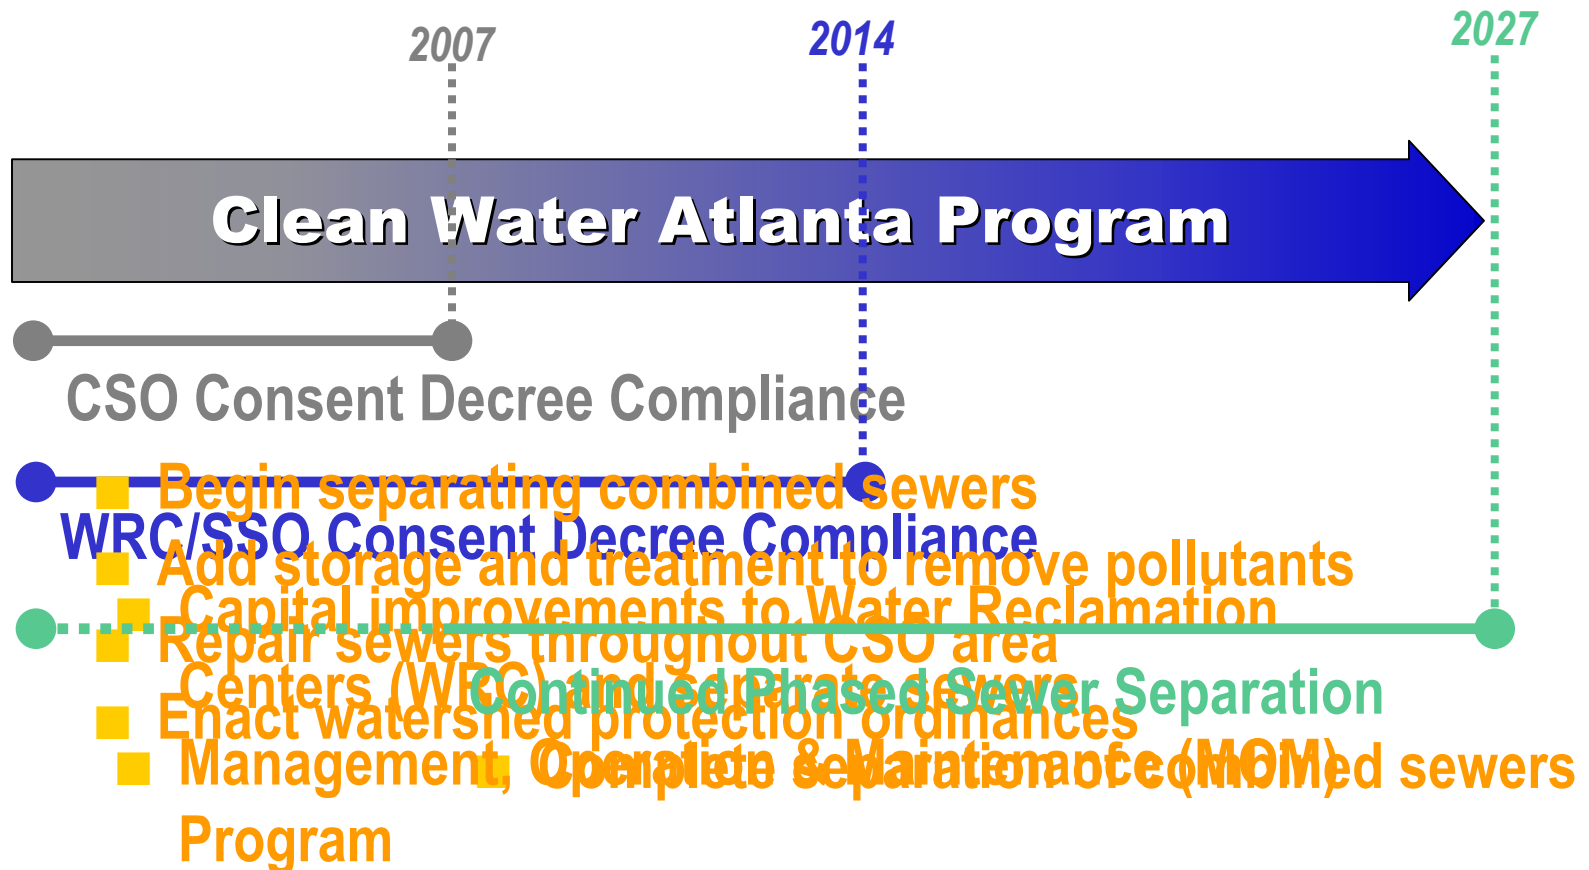 2007
2014
2027
Clean Water Atlanta Program
CSO Consent Decree Compliance
Begin separating combined sewers
WRC/SSO Consent Decree Compliance
Add storage and treatment to remove pollutants
Capital improvements to Water Reclamation
Repair sewers throughout CSO area
Centers (WRC) and separate sewers
Continued Phased Sewer Separation
Enact watershed protection ordinances
Management, Operation & Maintenance (MOM)
Complete separation of combined sewers
Program